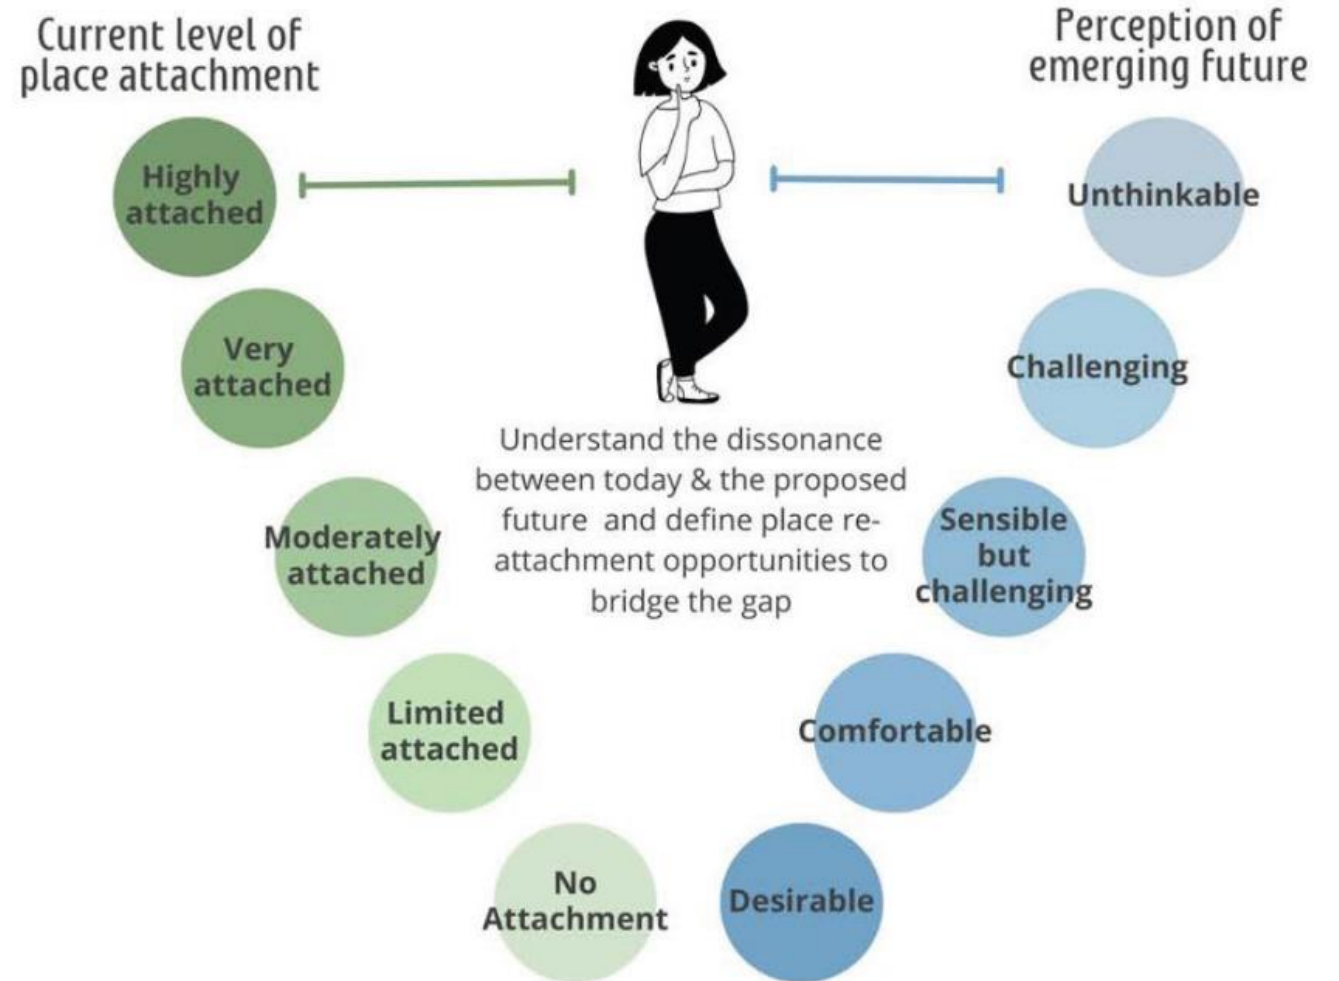 Current level of
place attachment
Highly
attached
Very
attached
Moderately
attached
Limited
attached
No
Attachment
Understand the dissonance
between today & the proposed
future and define place re-
attachment opportunities to
bridge the gap
Perception of
emerging future
Unthinkable
Challenging
Sensible
but
challenging
Comfortable
Desirable